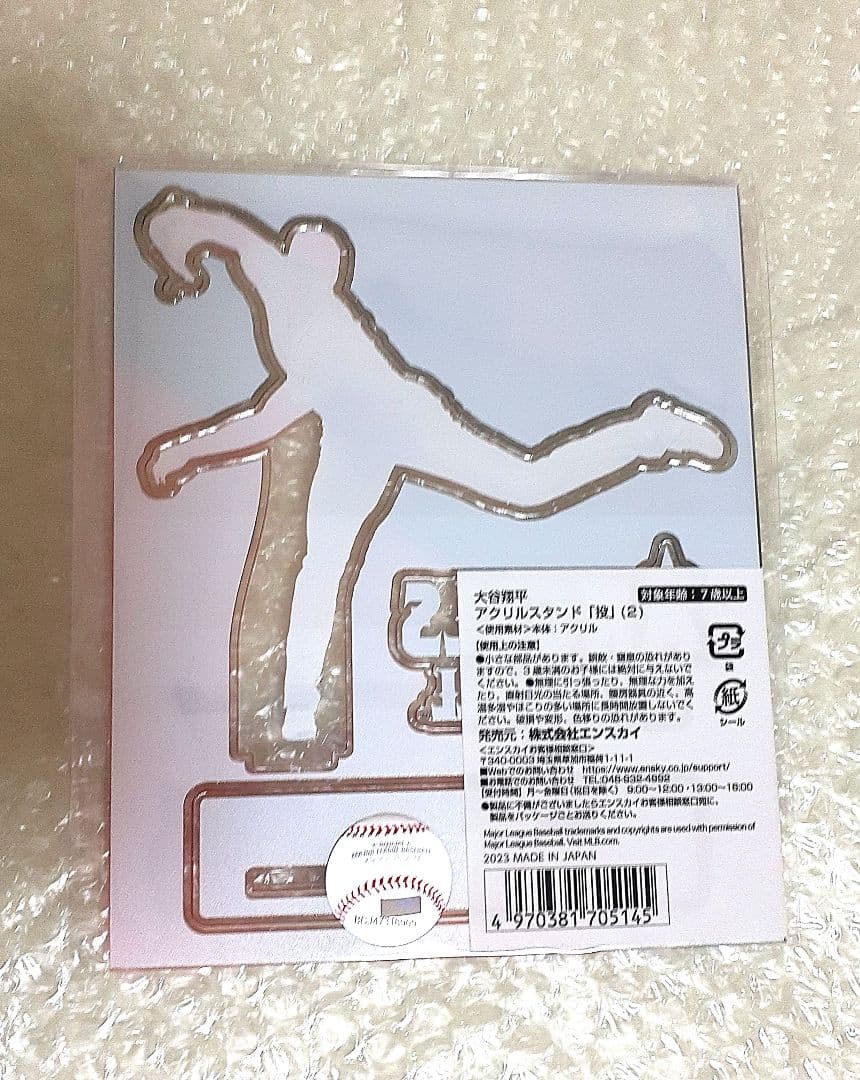 大谷翔平
対象年齢：7歳以上
アクリルスタンド「投」(2)
＜使用素材＞本体：アクリル
【使用上の注意】
●小さな部品があります。誤飲・窒息の恐れがあり
ますので、3歳未満のお子様には絶対に与えないで
ください。●無理に引っ張ったり、無理な力を加え
たり、直射日光の当たる場所、暖房器具の近く、高
温多湿やほこりの多い場所に長時間放置しないでく
ださい。破損や変形、色移りの恐れがあります。
プラ
袋
紙
シール
発売元：株式会社エンスカイ
＜エンスカイお客様相談窓口＞
〒340-0003 埼玉県草加市稲荷1-11-1
■Webでのお問い合わせ https://www.ensky.co.jp/support/
■お電話でのお問い合わせ TEL:048-932-4992
【受付時間】月～金曜日(祝日を除く) 9:00～12:00・13:00～16:00
●製品に不備がございましたらエンスカイお客様相談窓口宛に、
製品をパッケージごとお送りください。
Major League Baseball trademarks and copyrights are used with permission of
Major League Baseball. Visit MLB.com.
2023 MADE IN JAPAN
4 970381 705145